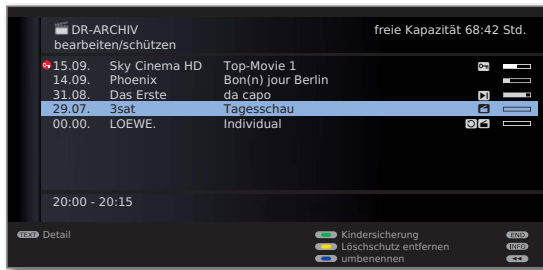 DR-ARCHIV freie Kapazität 68:42 Std.
bearbeiten/schützen
15.09. Sky Cinema HD Top-Movie 1
14.09. Phoenix Bon(n) jour Berlin
31.08. Das Erste da capo
29.07. 3sat Tagesschau
00.00. LOEWE. Individual
20:00 - 20:15
TEXT Detail Kindersicherung END
Löschschutz entfernen INFO
umbenennen